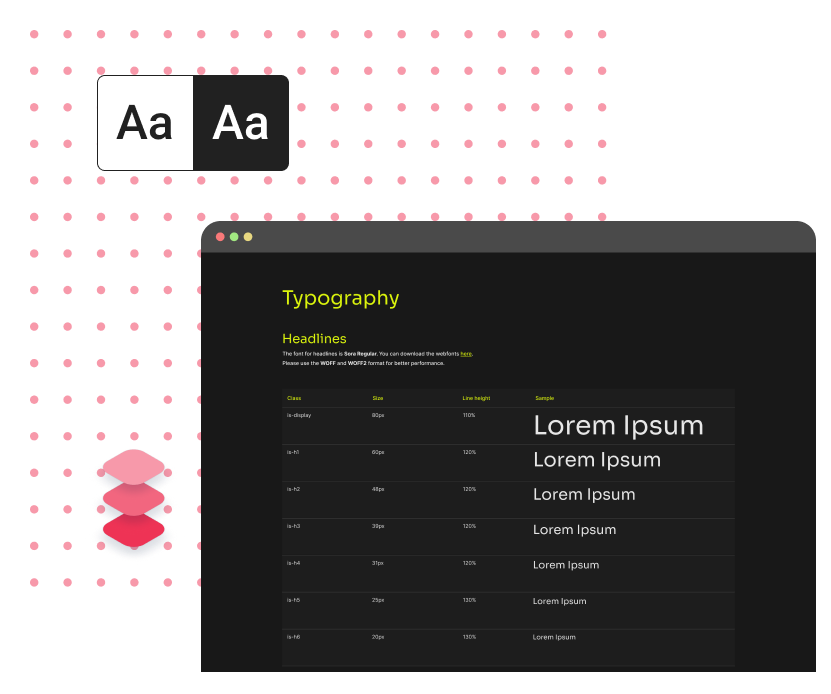 Aa Aa
Typography
Headlines
The font for headlines is Sora Regular. You can download the webfonts here.
Please use the WOFF and WOFF2 format for better performance.
Class Size Line height Sample
is-display 80px 110% Lorem Ipsum
is-h1 60px 120% Lorem Ipsum
is-h2 48px 120% Lorem Ipsum
is-h3 39px 120% Lorem Ipsum
is-h4 31px 120% Lorem Ipsum
is-h5 25px 130% Lorem Ipsum
is-h6 20px 130% Lorem Ipsum